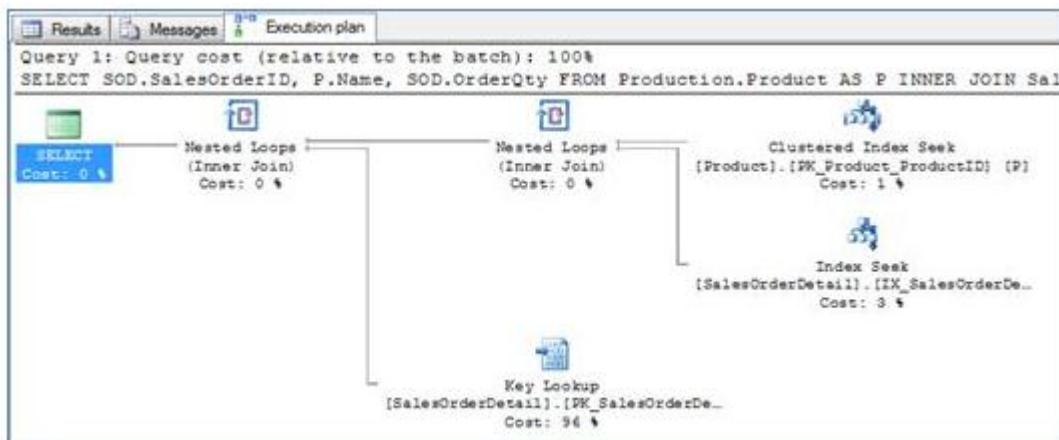 Results Messages Execution plan
Query 1: Query cost (relative to the batch): 100%
SELECT SOD.SalesOrderID, P.Name, SOD.OrderQty FROM Production.Product AS P INNER JOIN Sal
SELECT
Cost: 0 %
Nested Loops
(Inner Join)
Cost: 0 %
Nested Loops
(Inner Join)
Cost: 0 %
Clustered Index Seek
[Product].[PK_Product_ProductID] [P]
Cost: 1 %
Index Seek
[SalesOrderDetail].[IX_SalesOrderDe…
Cost: 3 %
Key Lookup
[SalesOrderDetail].[PK_SalesOrderDe…
Cost: 96 %